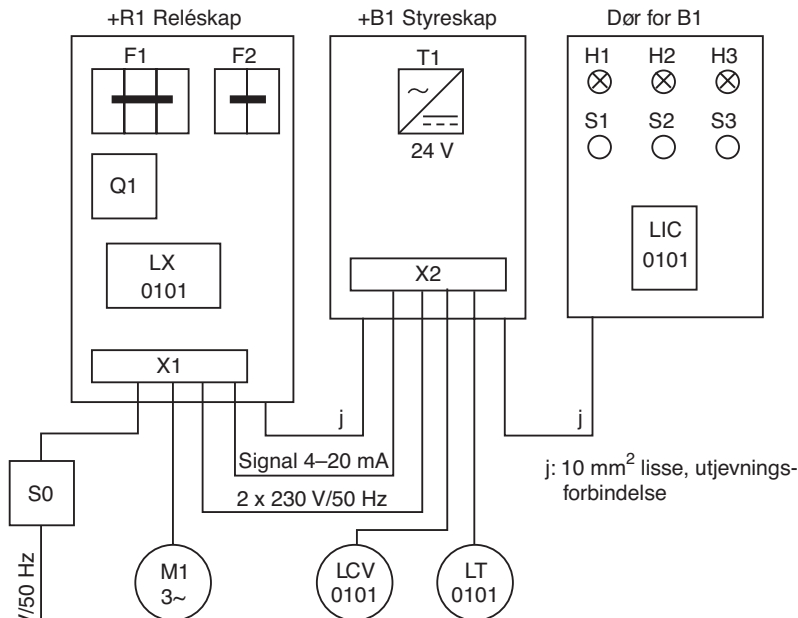 +R1 Reléskap
+B1 Styreskap
Dør for B1
F1
F2
T1
H1
H2
H3
S1
S2
S3
24 V
Q1
LIC
0101
LX
0101
X2
X1
j
j
Signal 4–20 mA
2 x 230 V/50 Hz
j: 10 mm² lisse, utjevnings-
forbindelse
S0
M1
3~
LCV
0101
LT
0101
V/50 Hz